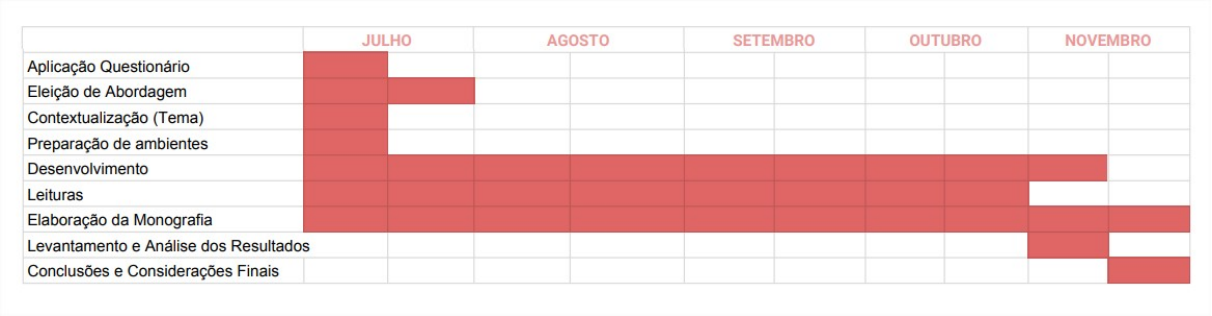 JULHO AGOSTO SETEMBRO OUTUBRO NOVEMBRO
Aplicação Questionário
Eleição de Abordagem
Contextualização (Tema)
Preparação de ambientes
Desenvolvimento
Leituras
Elaboração da Monografia
Levantamento e Análise dos Resultados
Conclusões e Considerações Finais